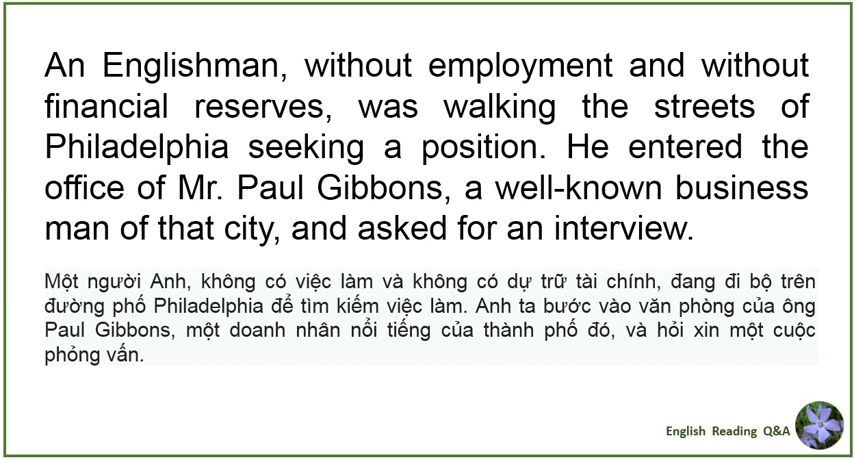 An Englishman, without employment and without
financial reserves, was walking the streets of
Philadelphia seeking a position. He entered the
office of Mr. Paul Gibbons, a well-known business
man of that city, and asked for an interview.
Một người Anh, không có việc làm và không có dự trữ tài chính, đang đi bộ trên
đường phố Philadelphia để tìm kiếm việc làm. Anh ta bước vào văn phòng của ông
Paul Gibbons, một doanh nhân nổi tiếng của thành phố đó, và hỏi xin một cuộc
phỏng vấn.
English Reading Q&A